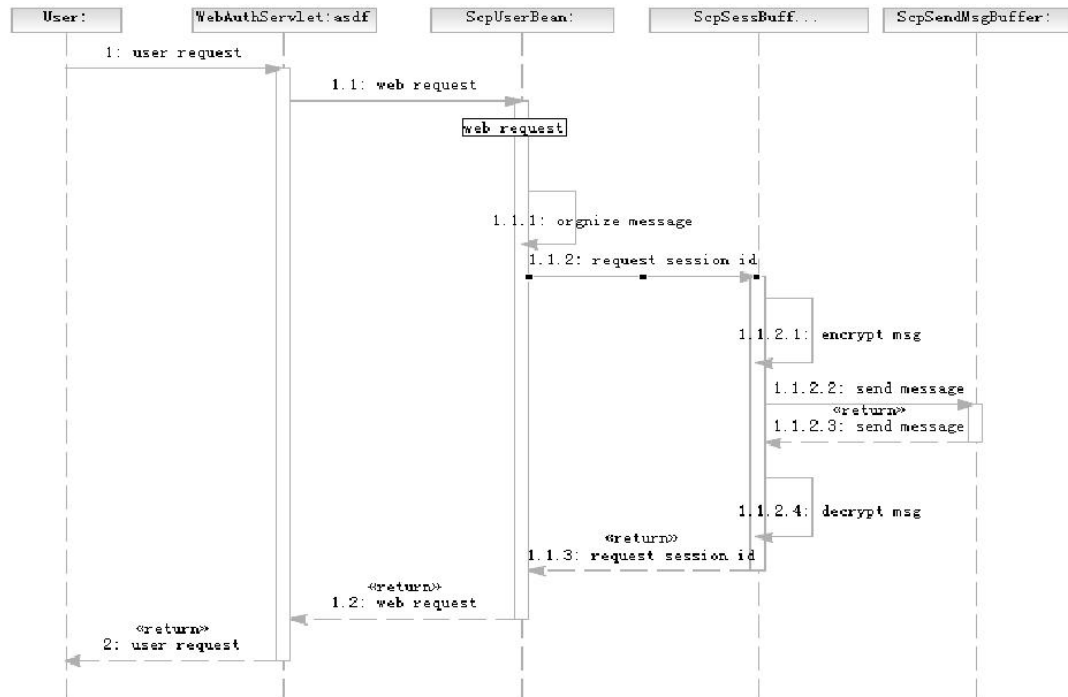 User:
WebAuthServlet:asdf
ScpUserBean:
ScpSessBuff...
ScpSendMsgBuffer:
1: user request
1.1: web request
web request
1.1.1: orgnize message
1.1.2: request session id
1.1.2.1: encrypt msg
1.1.2.2: send message
«return»
1.1.2.3: send message
1.1.2.4: decrypt msg
«return»
1.1.3: request session id
«return»
1.2: web request
«return»
2: user request